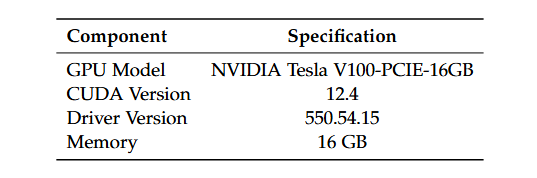 Component Specification
GPU Model NVIDIA Tesla V100-PCIE-16GB
CUDA Version 12.4
Driver Version 550.54.15
Memory 16 GB